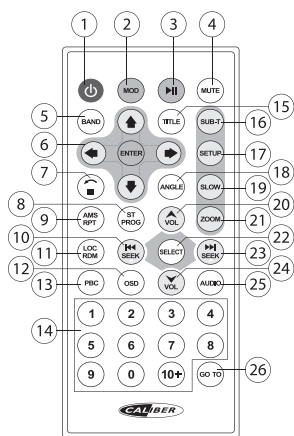 1 2 3 4
MOD MUTE
5 BAND TITLE 15
SUB-T 16
6 ENTER SETUP 17
7 ANGLE 18
SLOW 19
8 20
9 AMS RPT ST PROG VOL ZOOM 21
10 22
11 LOC RDM SEEK SELECT SEEK 23
12 24
13 PBC OSD VOL AUDIO 25
14
1 2 3 4
5 6 7 8
9 0 10+ GO TO 26
CALIBER